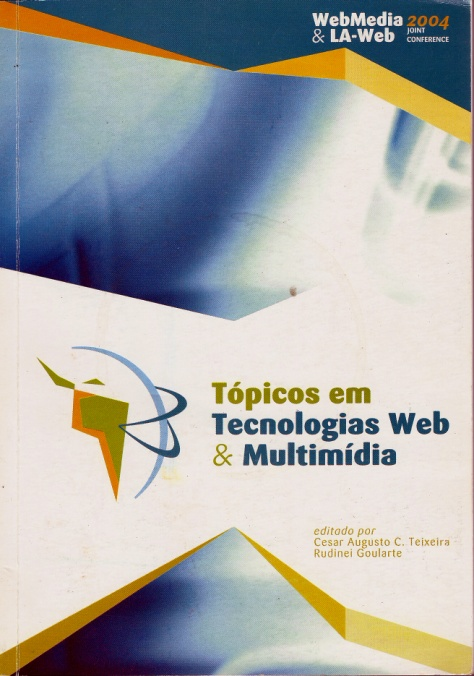 WebMedia 2004
& LA-Web JOINT CONFERENCE
Tópicos em
Tecnologias Web
& Multimídia
editado por
Cesar Augusto C. Teixeira
Rudinei Goularte